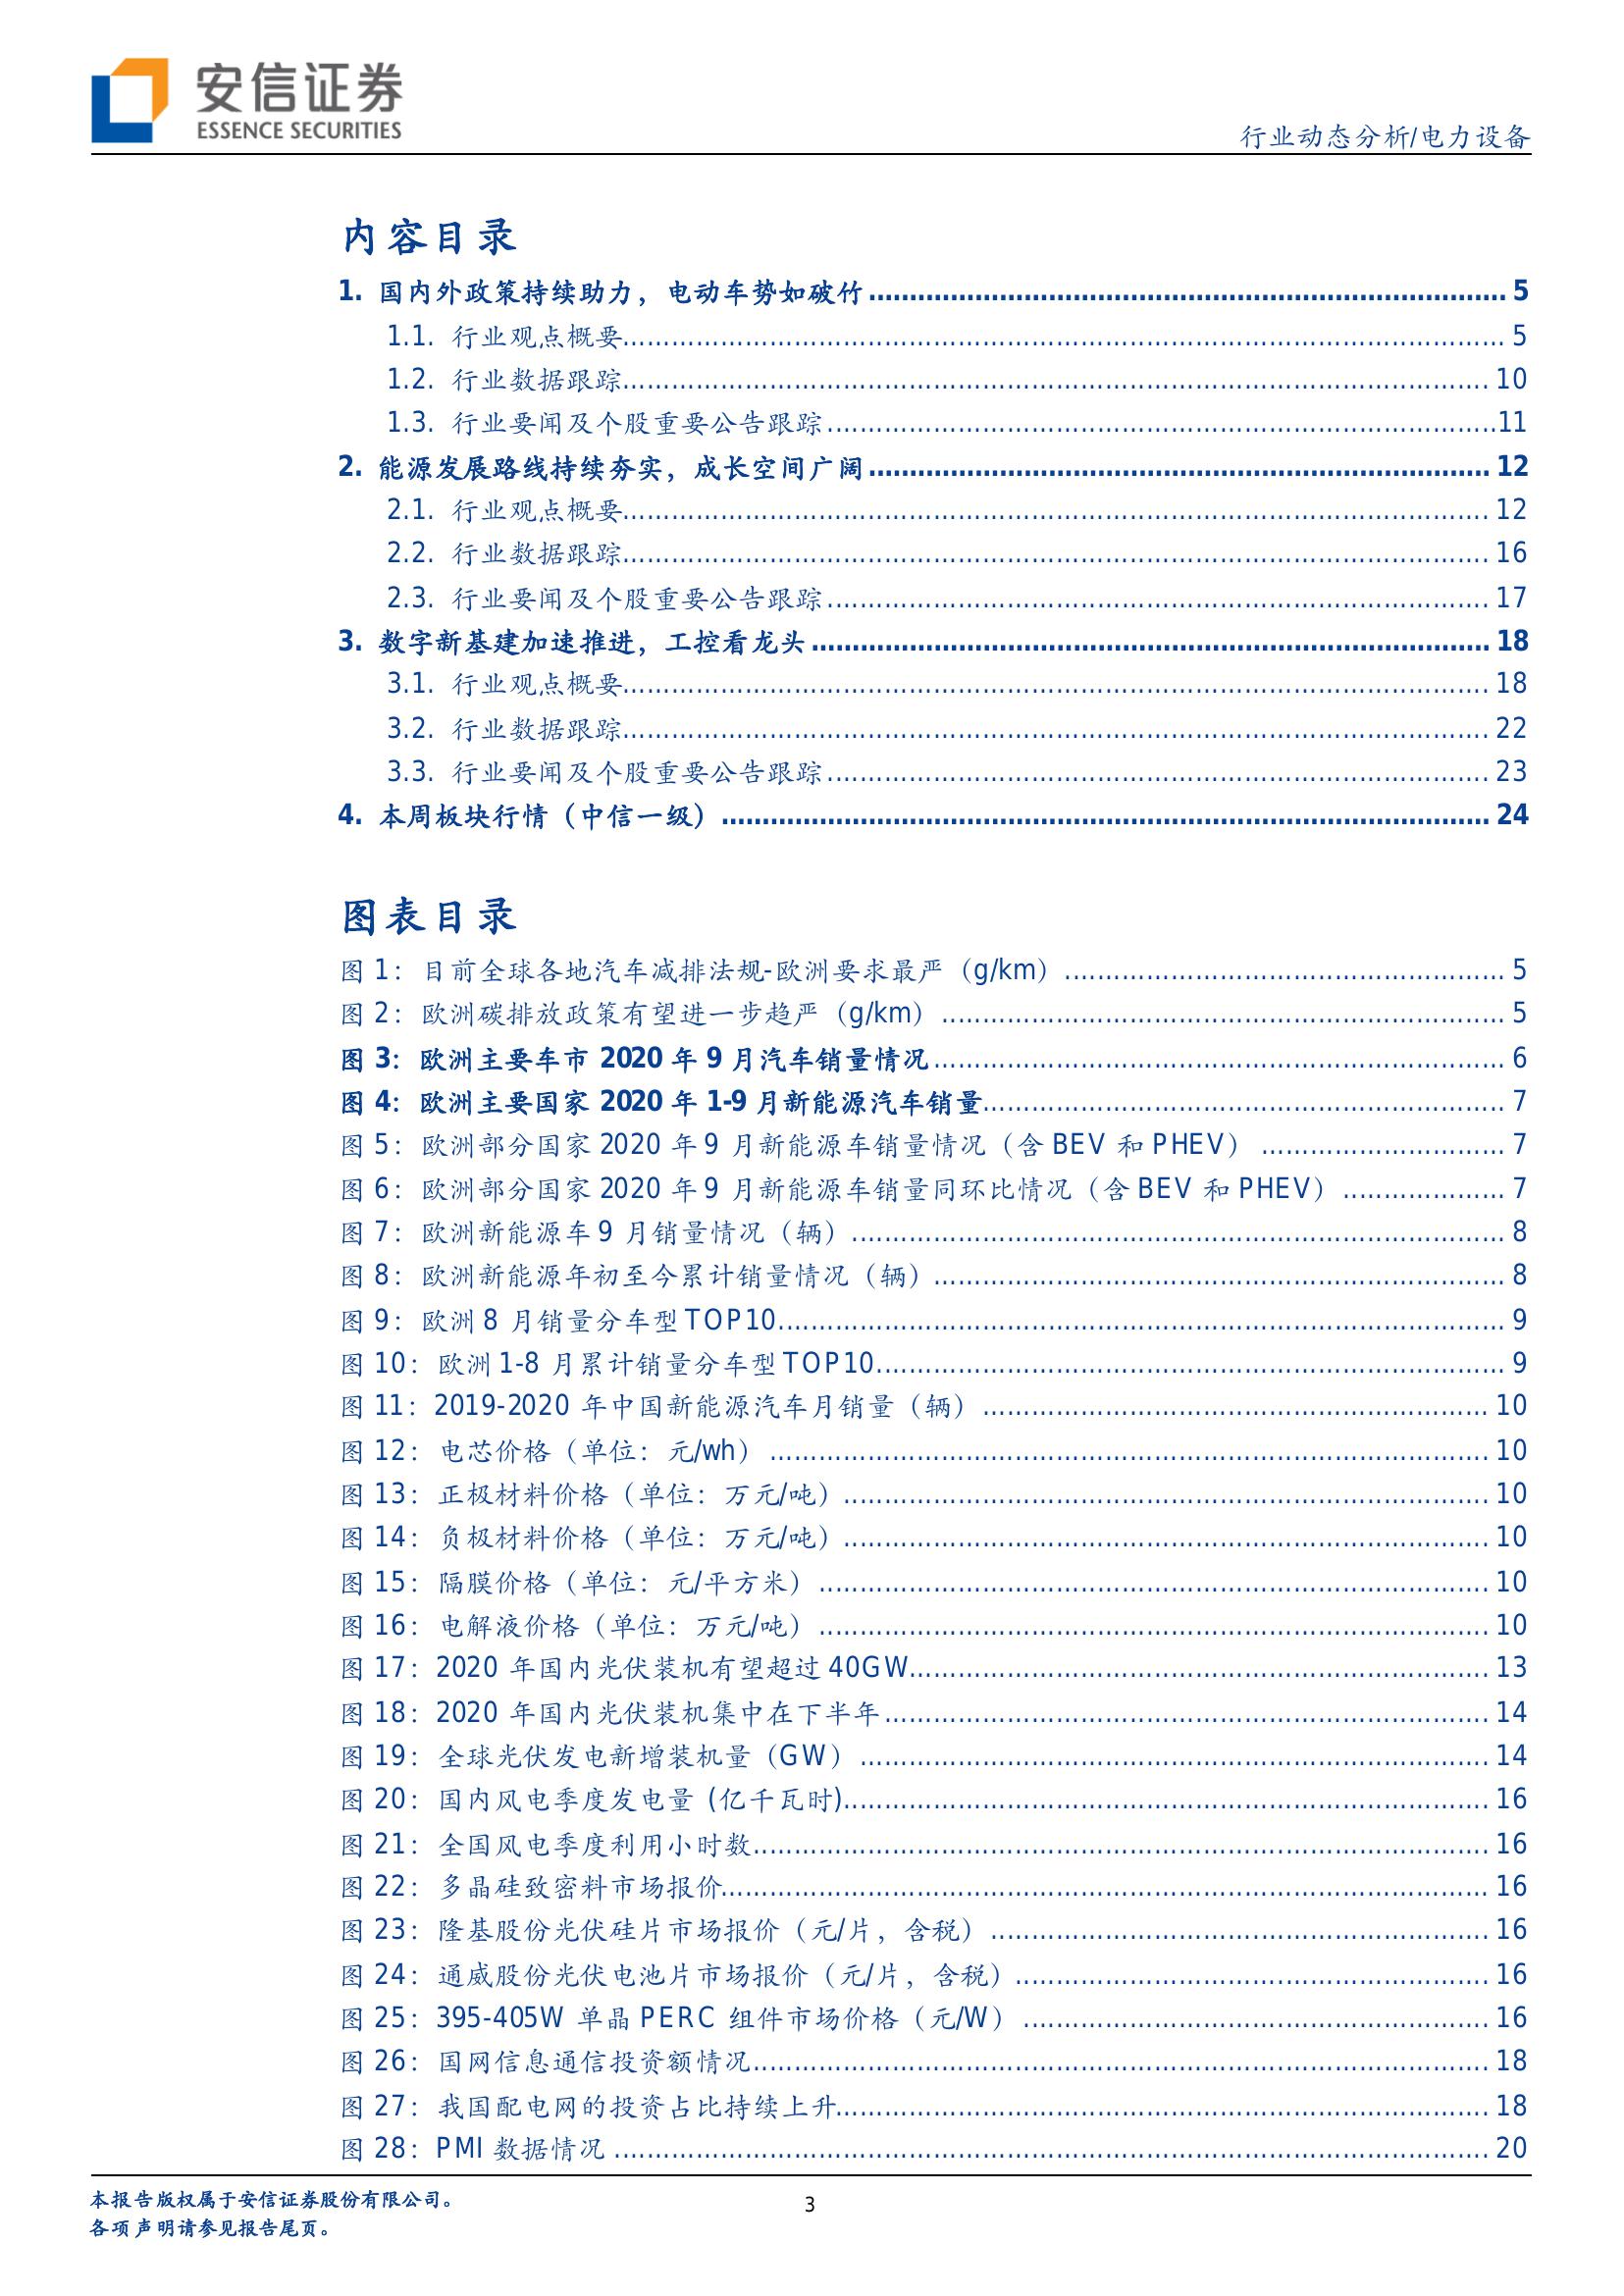 安信证券
ESSENCE SECURITIES
行业动态分析/电力设备
内容目录
1. 国内外政策持续助力，电动车势如破竹 5
1.1. 行业观点概要 5
1.2. 行业数据跟踪 10
1.3. 行业要闻及个股重要公告跟踪 11
2. 能源发展路线持续夯实，成长空间广阔 12
2.1. 行业观点概要 12
2.2. 行业数据跟踪 16
2.3. 行业要闻及个股重要公告跟踪 17
3. 数字新基建加速推进，工控看龙头 18
3.1. 行业观点概要 18
3.2. 行业数据跟踪 22
3.3. 行业要闻及个股重要公告跟踪 23
4. 本周板块行情（中信一级） 24
图表目录
图 1：目前全球各地汽车减排法规-欧洲要求最严（g/km） 5
图 2：欧洲碳排放政策有望进一步趋严（g/km） 5
图 3：欧洲主要车市 2020 年 9 月汽车销量情况 6
图 4：欧洲主要国家 2020 年 1-9 月新能源汽车销量 7
图 5：欧洲部分国家 2020 年 9 月新能源车销量情况（含 BEV 和 PHEV） 7
图 6：欧洲部分国家 2020 年 9 月新能源车销量同环比情况（含 BEV 和 PHEV） 7
图 7：欧洲新能源车 9 月销量情况（辆） 8
图 8：欧洲新能源年初至今累计销量情况（辆） 8
图 9：欧洲 8 月销量分车型 TOP10 9
图 10：欧洲 1-8 月累计销量分车型 TOP10 9
图 11：2019-2020 年中国新能源汽车月销量（辆） 10
图 12：电芯价格（单位：元/wh） 10
图 13：正极材料价格（单位：万元/吨） 10
图 14：负极材料价格（单位：万元/吨） 10
图 15：隔膜价格（单位：元/平方米） 10
图 16：电解液价格（单位：万元/吨） 10
图 17：2020 年国内光伏装机有望超过 40GW 13
图 18：2020 年国内光伏装机集中在下半年 14
图 19：全球光伏发电新增装机量（GW） 14
图 20：国内风电季度发电量 (亿千瓦时) 16
图 21：全国风电季度利用小时数 16
图 22：多晶硅致密料市场报价 16
图 23：隆基股份光伏硅片市场报价（元/片，含税） 16
图 24：通威股份光伏电池片市场报价（元/片，含税） 16
图 25：395-405W 单晶 PERC 组件市场价格（元/W） 16
图 26：国网信息通信投资额情况 18
图 27：我国配电网的投资占比持续上升 18
图 28：PMI 数据情况 20
本报告版权属于安信证券股份有限公司。
各项声明请参见报告尾页。
3